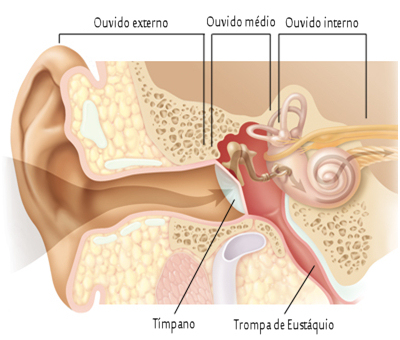 Ouvido externo
Ouvido médio
Ouvido interno
Tímpano
Trompa de Eustáquio